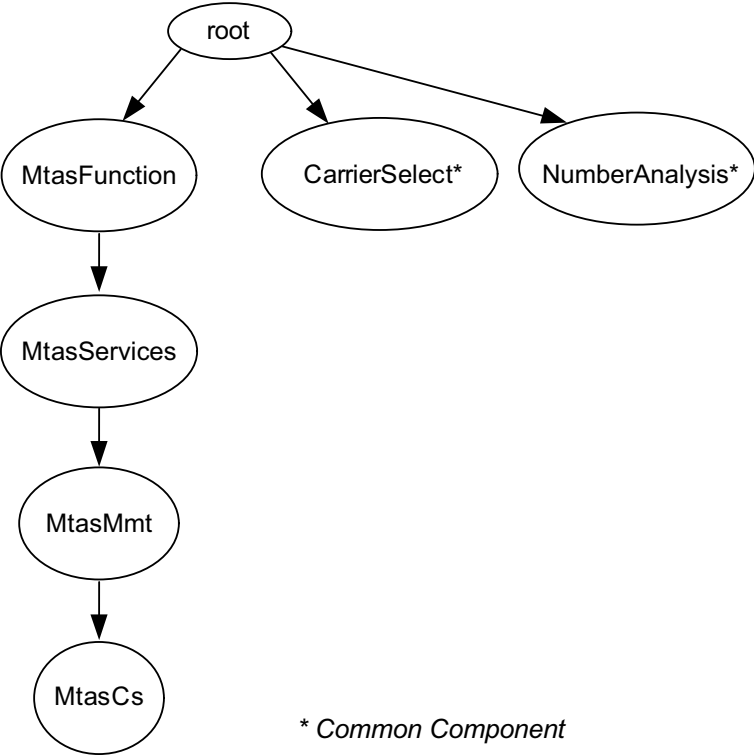 root
MtasFunction
CarrierSelect*
NumberAnalysis*
MtasServices
MtasMmt
MtasCs
* Common Component